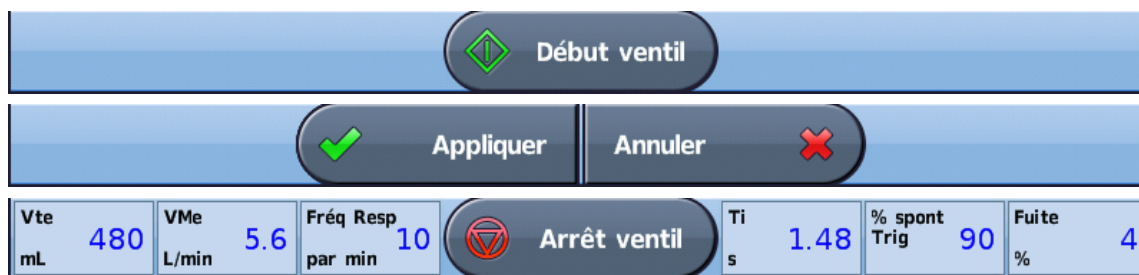 Début ventil
Appliquer Annuler
Vte 480 mL
VMe 5.6 L/min
Fréq Resp 10 par min
Arrêt ventil
Ti 1.48 s
% spont Trig 90
Fuite 4 %